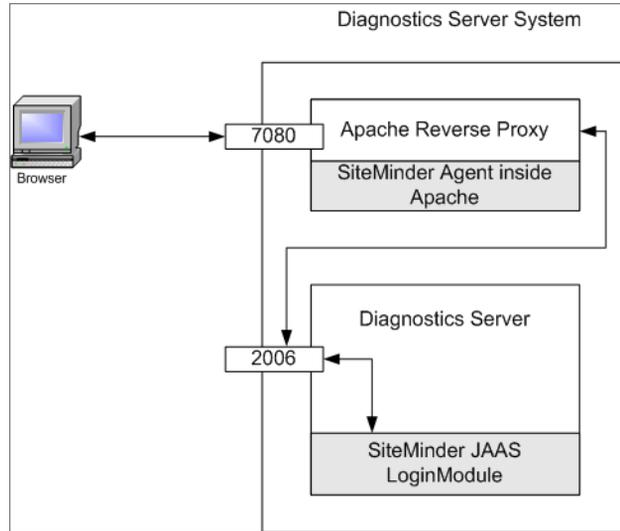 Diagnostics Server System
7080
Apache Reverse Proxy
Browser
SiteMinder Agent inside
Apache
Diagnostics Server
2006
SiteMinder JAAS
LoginModule